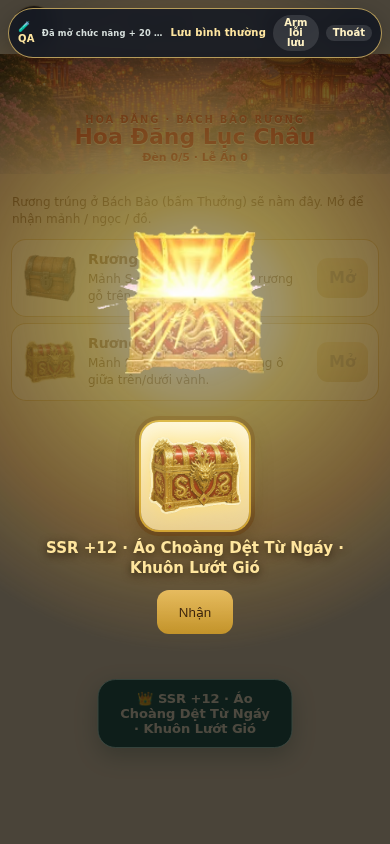 🧪
QA
Đã mở chức năng + 20 …
Lưu bình thường
Arm
lỗi
lưu
Thoát
HOA ĐĂNG · BÁCH BẢO RƯƠNG
Hoa Đăng Lục Châu
Đèn 0/5 · Lễ Ấn 0
Rương trúng ở Bách Bảo (bấm Thưởng) sẽ nằm đây. Mở để
nhận mảnh / ngọc / đồ.
Rương
Mảnh S
rương
gỗ trên
Mở
Rương
Mảnh
ng ô
giữa trên/dưới vành.
Mở
SSR +12 · Áo Choàng Dệt Từ Ngáy ·
Khuôn Lướt Gió
Nhận
👑 SSR +12 · Áo
Choàng Dệt Từ Ngáy
· Khuôn Lướt Gió